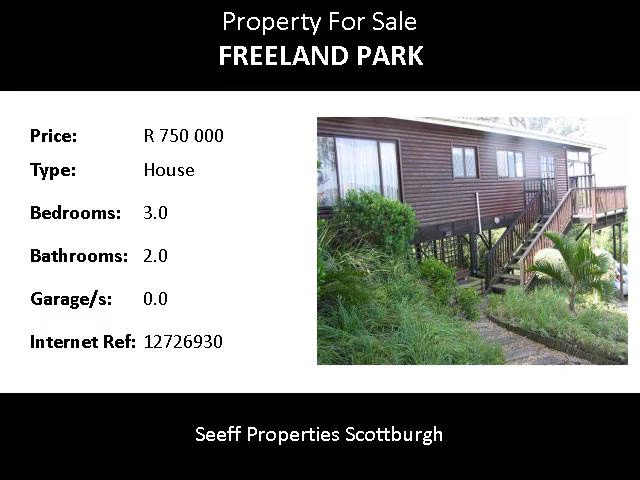 Property For Sale
FREELAND PARK
Price: R 750 000
Type: House
Bedrooms: 3.0
Bathrooms: 2.0
Garage/s: 0.0
Internet Ref: 12726930
Seeff Properties Scottburgh